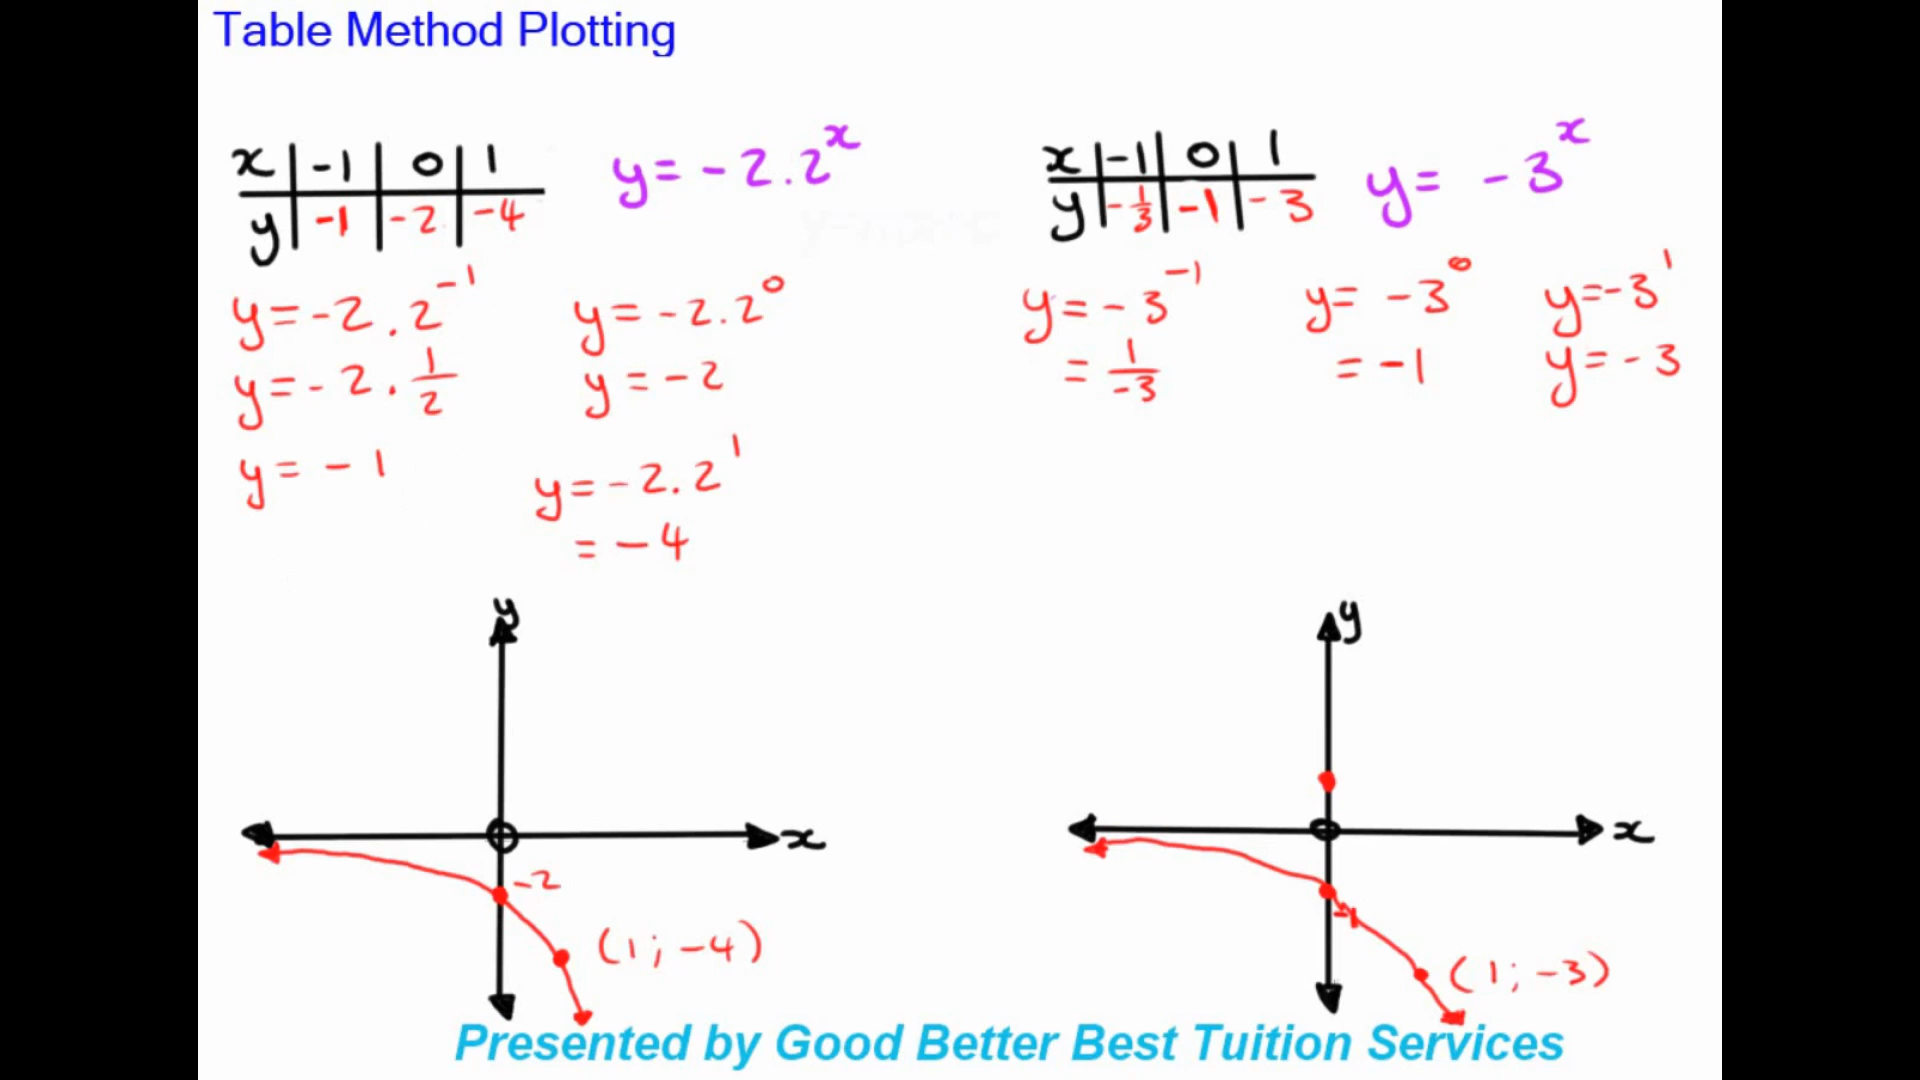 Table Method Plotting
x | -1 | 0 | 1
y | -1 | -2 | -4
y = -2.2^x
y = -2.2^-1
y = -2.1/2
y = -1
y = -2.2^0
y = -2
y = -2.2^1
= -4
x | -1 | 0 | 1
y | -1/3 | -1 | -3
y = -3^x
y = -3^-1
= 1/-3
y = -3^0
= -1
y = -3^1
y = -3
y
x
-2
(1; -4)
y
x
-1
(1; -3)
Presented by Good Better Best Tuition Services